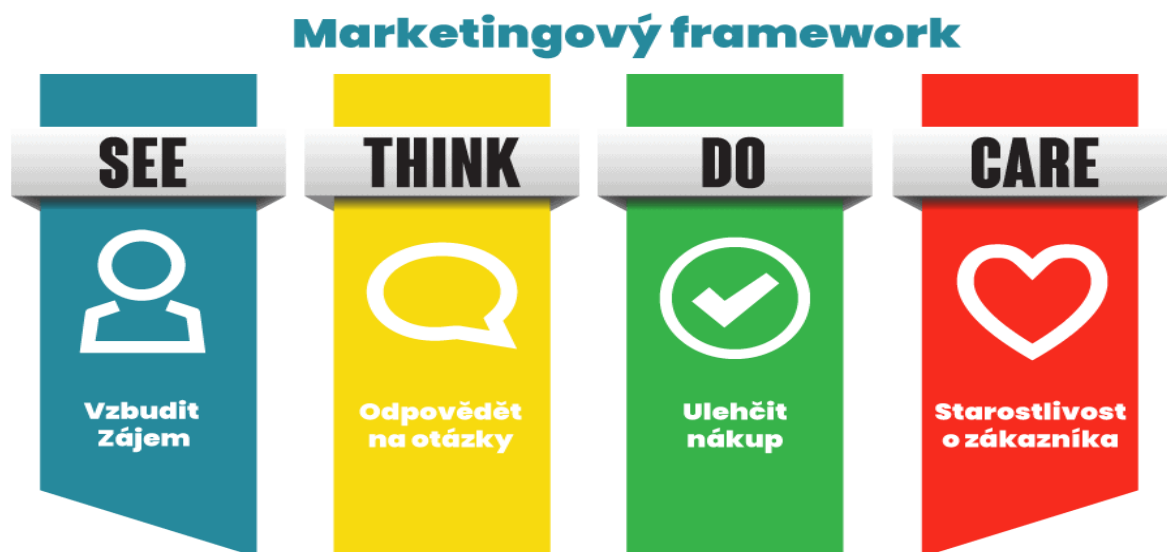 Marketingový framework
SEE
THINK
DO
CARE
Vzbudit
Zájem
Odpovědět
na otázky
Ulehčit
nákup
Starostlivost
o zákazníka